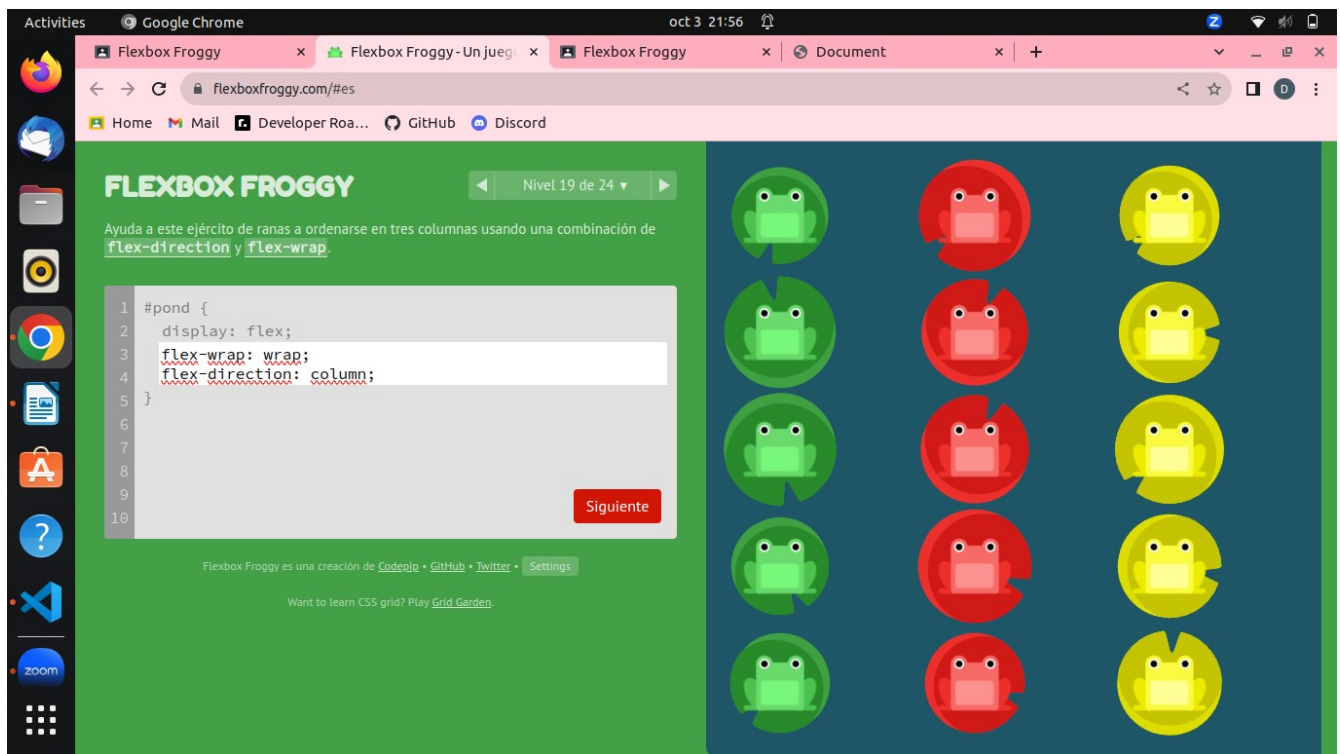 Activities
Google Chrome
oct 3 21:56
Z
Flexbox Froggy
Flexbox Froggy - Un jueg
Flexbox Froggy
Document
flexboxfroggy.com/#es
D
Home
Mail
Developer Roa...
GitHub
Discord
FLEXBOX FROGGY
Nivel 19 de 24 ▼
Ayuda a este ejército de ranas a ordenarse en tres columnas usando una combinación de
flex-direction y flex-wrap.
1 #pond {
2 display: flex;
3 flex-wrap: wrap;
4 flex-direction: column;
5 }
6
7
8
9
10
Siguiente
Flexbox Froggy es una creación de Codepip • GitHub • Twitter • Settings
Want to learn CSS grid? Play Grid Garden.
zoom